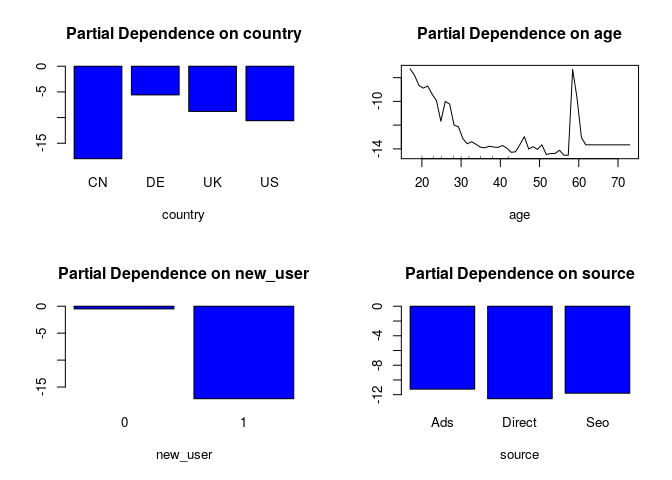 Partial Dependence on country
0
-5
-15
CN DE UK US
country
Partial Dependence on age
-10
-14
20 30 40 50 60 70
age
Partial Dependence on new_user
0
-5
-15
0 1
new_user
Partial Dependence on source
0
-4
-8
-12
Ads Direct Seo
source